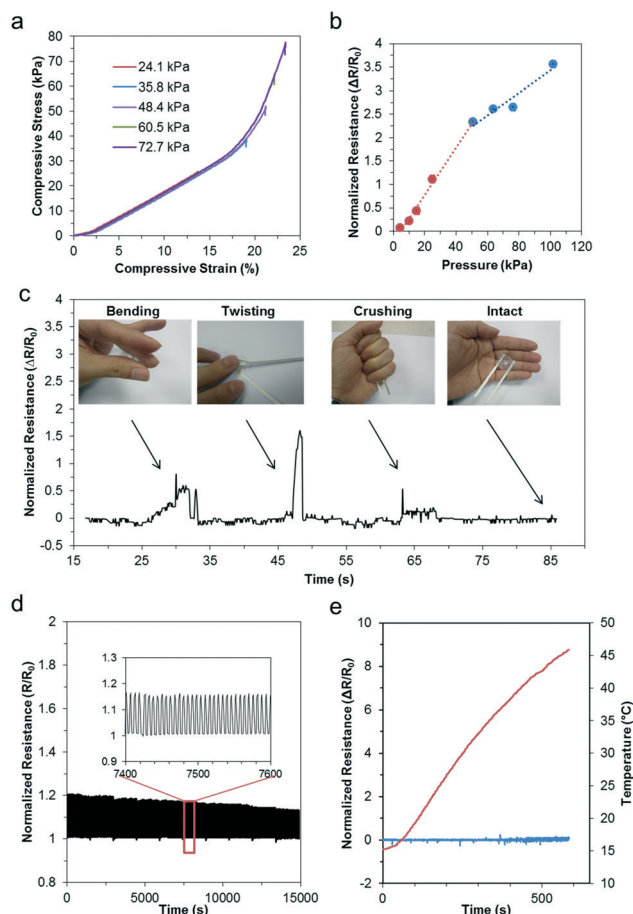 a
Compressive Stress (kPa)
80
70
60
50
40
30
20
10
0
24.1 kPa
35.8 kPa
48.4 kPa
60.5 kPa
72.7 kPa
0 5 10 15 20 25
Compressive Strain (%)
b
Normalized Resistance (ΔR/R0)
4
3.5
3
2.5
2
1.5
1
0.5
0
0 20 40 60 80 100 120
Pressure (kPa)
c
Normalized Resistance (ΔR/R0)
4
3.5
3
2.5
2
1.5
1
0.5
0
-0.5
Bending Twisting Crushing Intact
15 25 35 45 55 65 75 85
Time (s)
d
Normalized Resistance (R/R0)
2
1.8
1.6
1.4
1.2
1
0.8
1.3
1.2
1.1
1
0.9
7400 7500 7600
0 5000 10000 15000
Time (s)
e
Normalized Resistance (ΔR/R0)
10
8
6
4
2
0
-2
50
45
40
35
30
25
20
15
10
Temperature (°C)
0 500
Time (s)